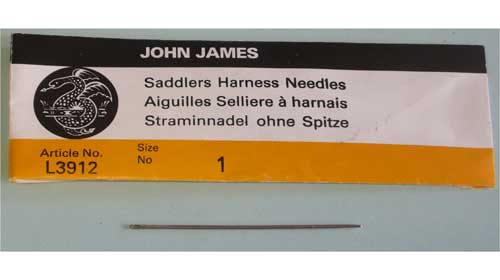 JOHN JAMES
Saddlers Harness Needles
Aiguilles Selliere à harnais
Straminnadel ohne Spitze
Article No.
L3912
Size
No
1